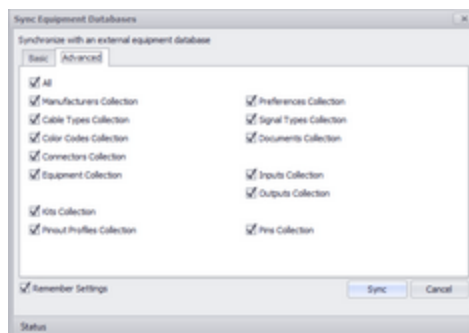 Sync Equipment Databases
Synchronize with an external equipment database
Basic Advanced
All
Manufacturers Collection Preferences Collection
Cable Types Collection Signal Types Collection
Color Codes Collection Documents Collection
Connectors Collection
Equipment Collection Inputs Collection
Outputs Collection
Kits Collection
Pinout Profiles Collection Pins Collection
Remember Settings Sync Cancel
Status